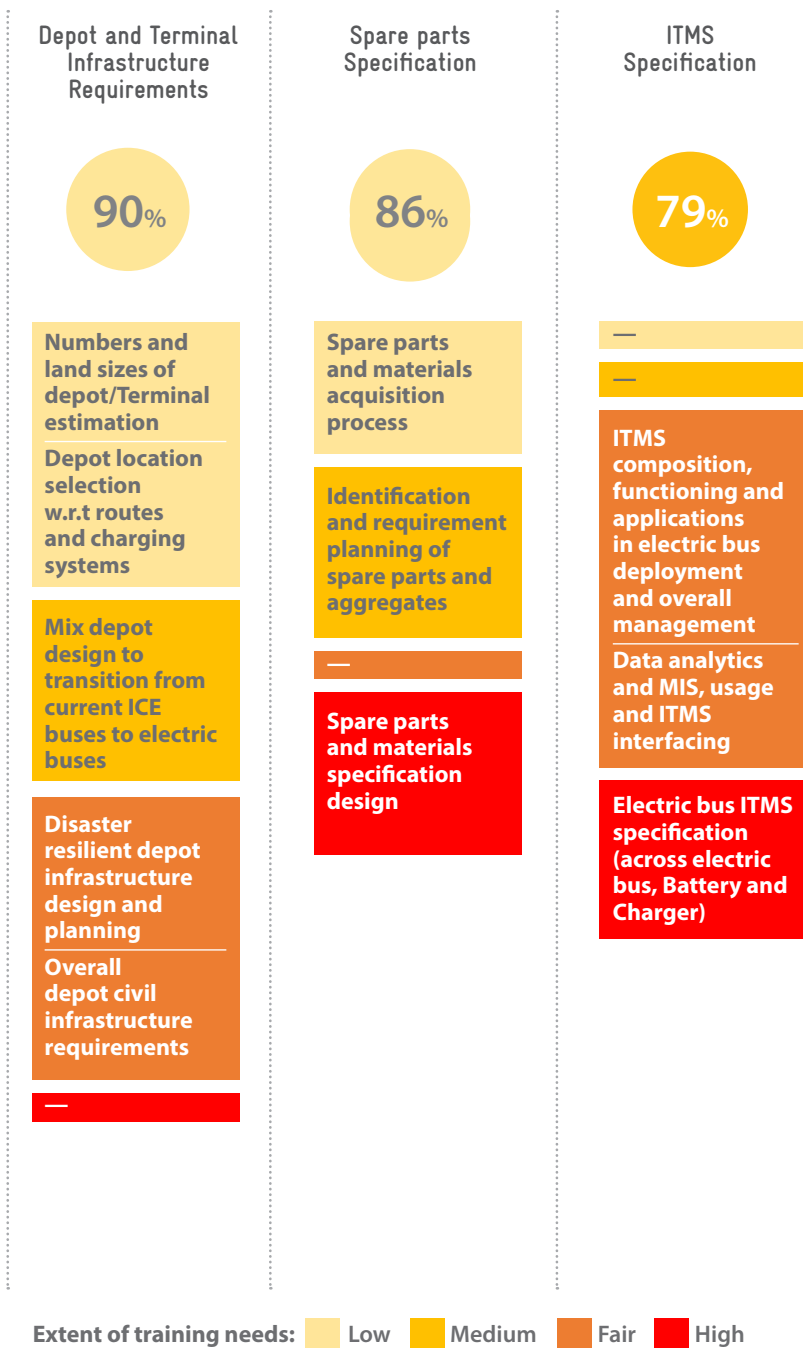 Depot and Terminal
Infrastructure
Requirements
90%
Numbers and
land sizes of
depot/Terminal
estimation
Depot location
selection
w.r.t routes
and charging
systems
Mix depot
design to
transition from
current ICE
buses to electric
buses
Disaster
resilient depot
infrastructure
design and
planning
Overall
depot civil
infrastructure
requirements
—
Spare parts
Specification
86%
Spare parts
and materials
acquisition
process
Identification
and requirement
planning of
spare parts and
aggregates
—
Spare parts
and materials
specification
design
ITMS
Specification
79%
—
—
ITMS
composition,
functioning and
applications
in electric bus
deployment
and overall
management
Data analytics
and MIS, usage
and ITMS
interfacing
Electric bus ITMS
specification
(across electric
bus, Battery and
Charger)
Extent of training needs: Low Medium Fair High